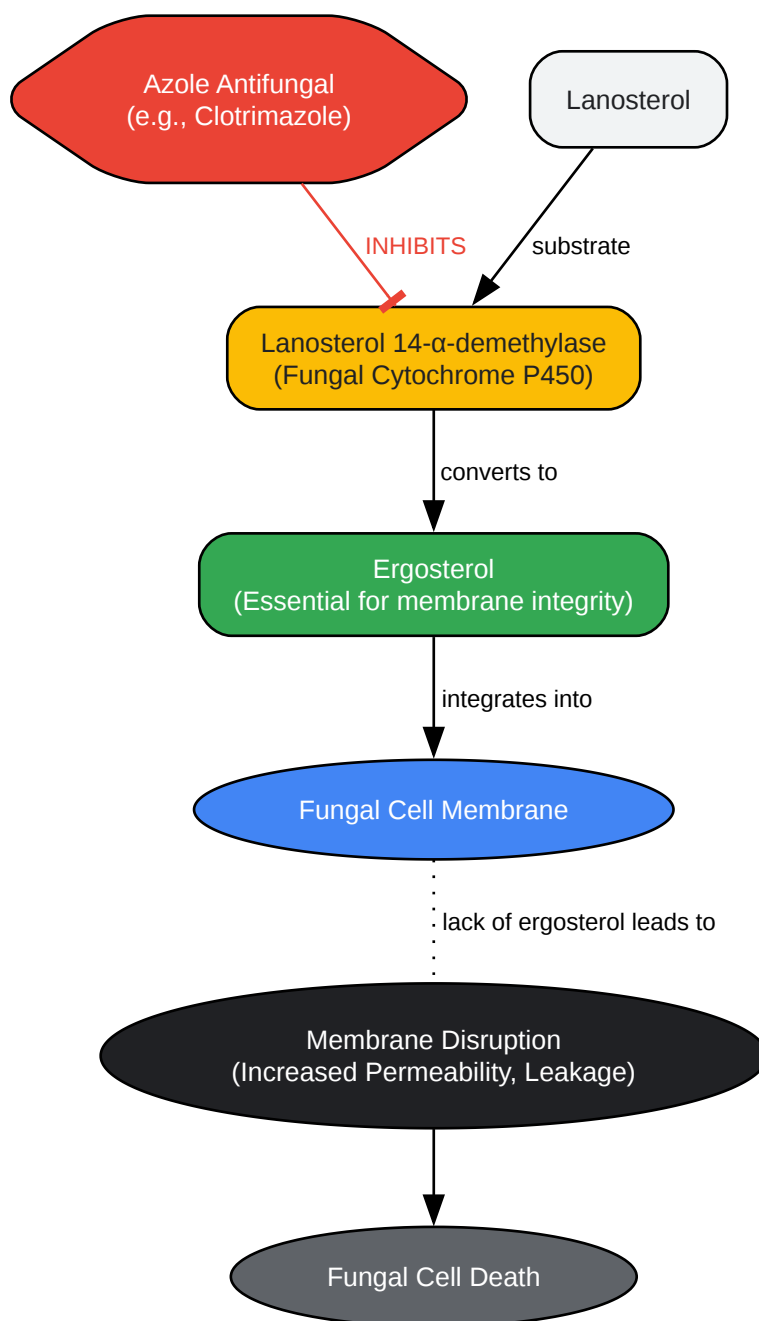 Azole Antifungal
(e.g., Clotrimazole)
Lanosterol
INHIBITS
substrate
Lanosterol 14-α-demethylase
(Fungal Cytochrome P450)
converts to
Ergosterol
(Essential for membrane integrity)
integrates into
Fungal Cell Membrane
lack of ergosterol leads to
Membrane Disruption
(Increased Permeability, Leakage)
Fungal Cell Death